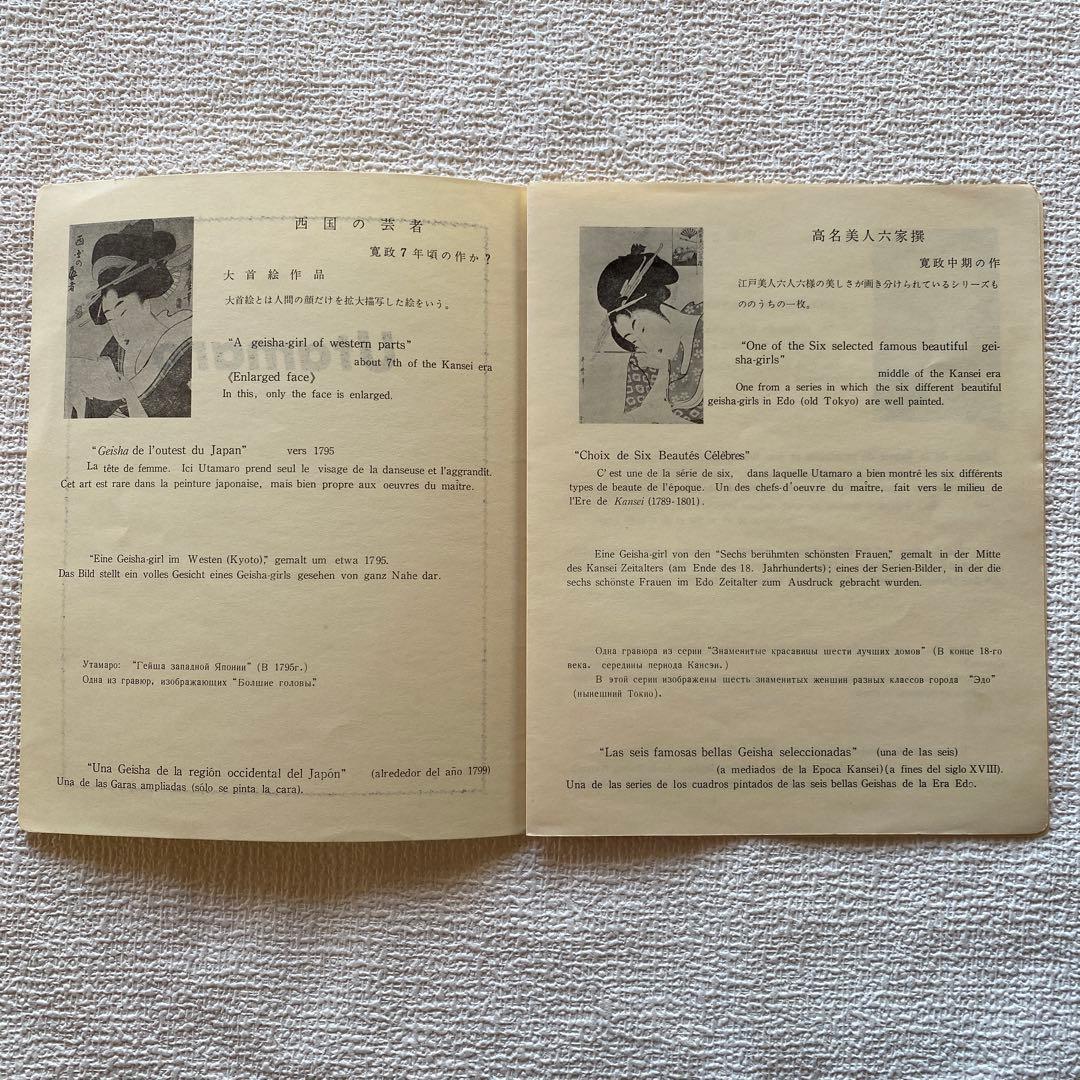 西国の芸者
寛政7年頃の作か?
大首絵作品
大首絵とは人間の顔だけを拡大描写した絵をいう。
“A geisha-girl of western parts”
about 7th of the Kansei era
《Enlarged face》
In this, only the face is enlarged.
“Geisha de l'outest du Japan” vers 1795
La tête de femme. Ici Utamaro prend seul le visage de la danseuse et l'aggrandit.
Cet art est rare dans la peinture japonaise, mais bien propre aux oeuvres du maître.
“Eine Geisha-girl im Westen (Kyoto)”, gemalt um etwa 1795.
Das Bild stellt ein volles Gesicht eines Geisha-girls gesehen von ganz Nahe dar.
Утамаро: “Гейша западной Японии” (В 1795г.)
Одна из гравюр, изображающих “Болшие головы.”
“Una Geisha de la región occidental del Japón” (alrededor del año 1799)
Una de las Garas ampliadas (sólo se pinta la cara).
高名美人六家撰
寛政中期の作
江戸美人六人六様の美しさが画き分けられているシリーズも
ののうちの一枚。
“One of the Six selected famous beautiful gei-
sha-girls”
middle of the Kansei era
One from a series in which the six different beautiful
geisha-girls in Edo (old Tokyo) are well painted.
“Choix de Six Beautés Célèbres”
C'est une de la série de six, dans laquelle Utamaro a bien montré les six différents
types de beaute de l'époque. Un des chefs-d'oeuvre du maître, fait vers le milieu de
l'Ere de Kansei (1789-1801).
Eine Geisha-girl von den “Sechs berühmten schönsten Frauen,” gemalt in der Mitte
des Kansei Zeitalters (am Ende des 18. Jahrhunderts); eines der Serien-Bilder, in der die
sechs schönste Frauen im Edo Zeitalter zum Ausdruck gebracht wurden.
Одна гравюра из серии “Знаменитые красавицы шести лучших домов” (В конце 18-го
века. середины периода Кансэн.)
В этой серии изображены шесть знаменитых женщин разных классов города “Эдо”
(нынешний Токио).
“Las seis famosas bellas Geisha seleccionadas” (una de las seis)
(a mediados de la Epoca Kansei)(a fines del siglo XVIII).
Una de las series de los cuadros pintados de las seis bellas Geishas de la Era Edo.